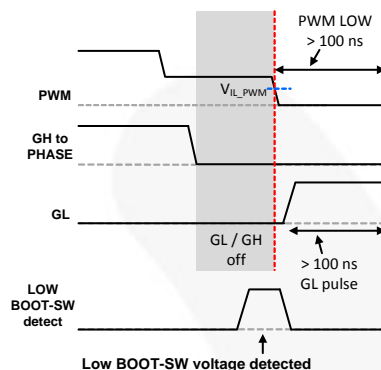 PWM LOW
> 100 ns
VIL_PWM
PWM
GH to
PHASE
GL
GL / GH
off
> 100 ns
GL pulse
LOW
BOOT-SW
detect
Low BOOT-SW voltage detected